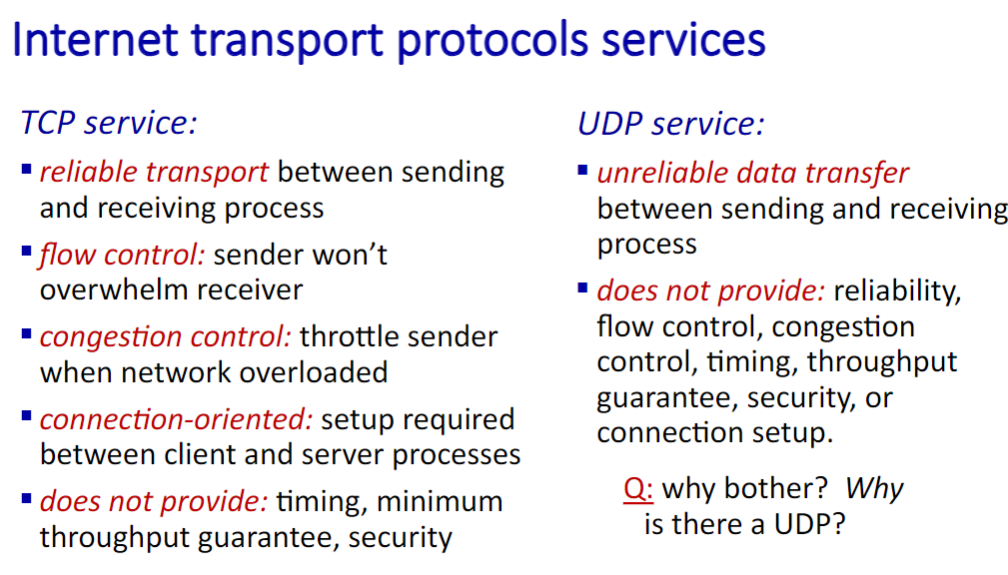 Internet transport protocols services
TCP service:
▪ reliable transport between sending
and receiving process
▪ flow control: sender won’t
overwhelm receiver
▪ congestion control: throttle sender
when network overloaded
▪ connection-oriented: setup required
between client and server processes
▪ does not provide: timing, minimum
throughput guarantee, security
UDP service:
▪ unreliable data transfer
between sending and receiving
process
▪ does not provide: reliability,
flow control, congestion
control, timing, throughput
guarantee, security, or
connection setup.
Q: why bother? Why
is there a UDP?